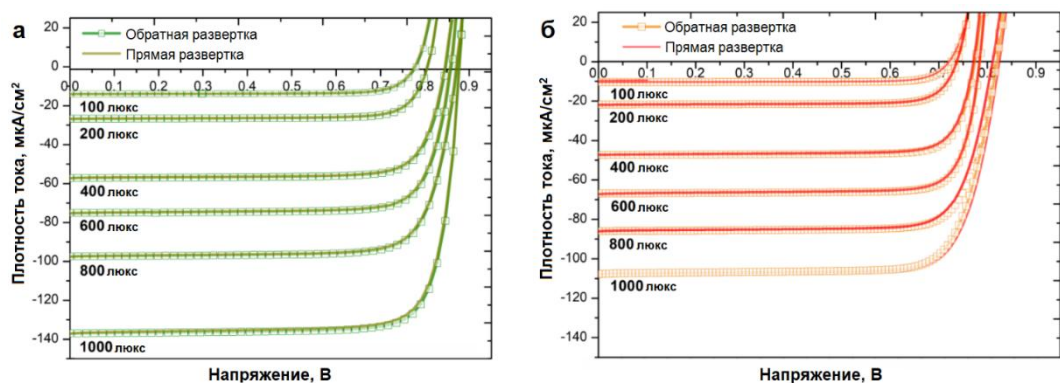 а
Обратная развертка
Прямая развертка
20
0
-20
-40
-60
-80
-100
-120
-140
0.0 0.1 0.2 0.3 0.4 0.5 0.6 0.7 0.8 0.9
100 люкс
200 люкс
400 люкс
600 люкс
800 люкс
1000 люкс
Плотность тока, мкА/см²
Напряжение, В
б
Обратная развертка
Прямая развертка
20
0
-20
-40
-60
-80
-100
-120
-140
0.0 0.1 0.2 0.3 0.4 0.5 0.6 0.7 0.8 0.9
100 люкс
200 люкс
400 люкс
600 люкс
800 люкс
1000 люкс
Плотность тока, мкА/см²
Напряжение, В